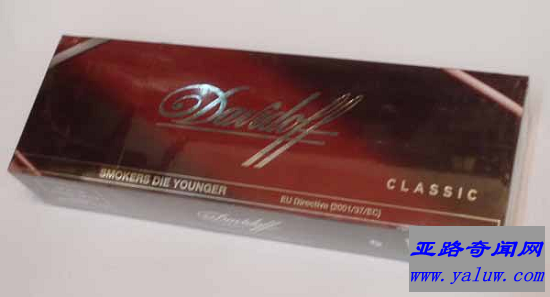 Davidoff
CLASSIC
SMOKERS DIE YOUNGER
EU Directive (2001/37/EC)
Davidoff
亚路奇闻网
www.yaluw.com